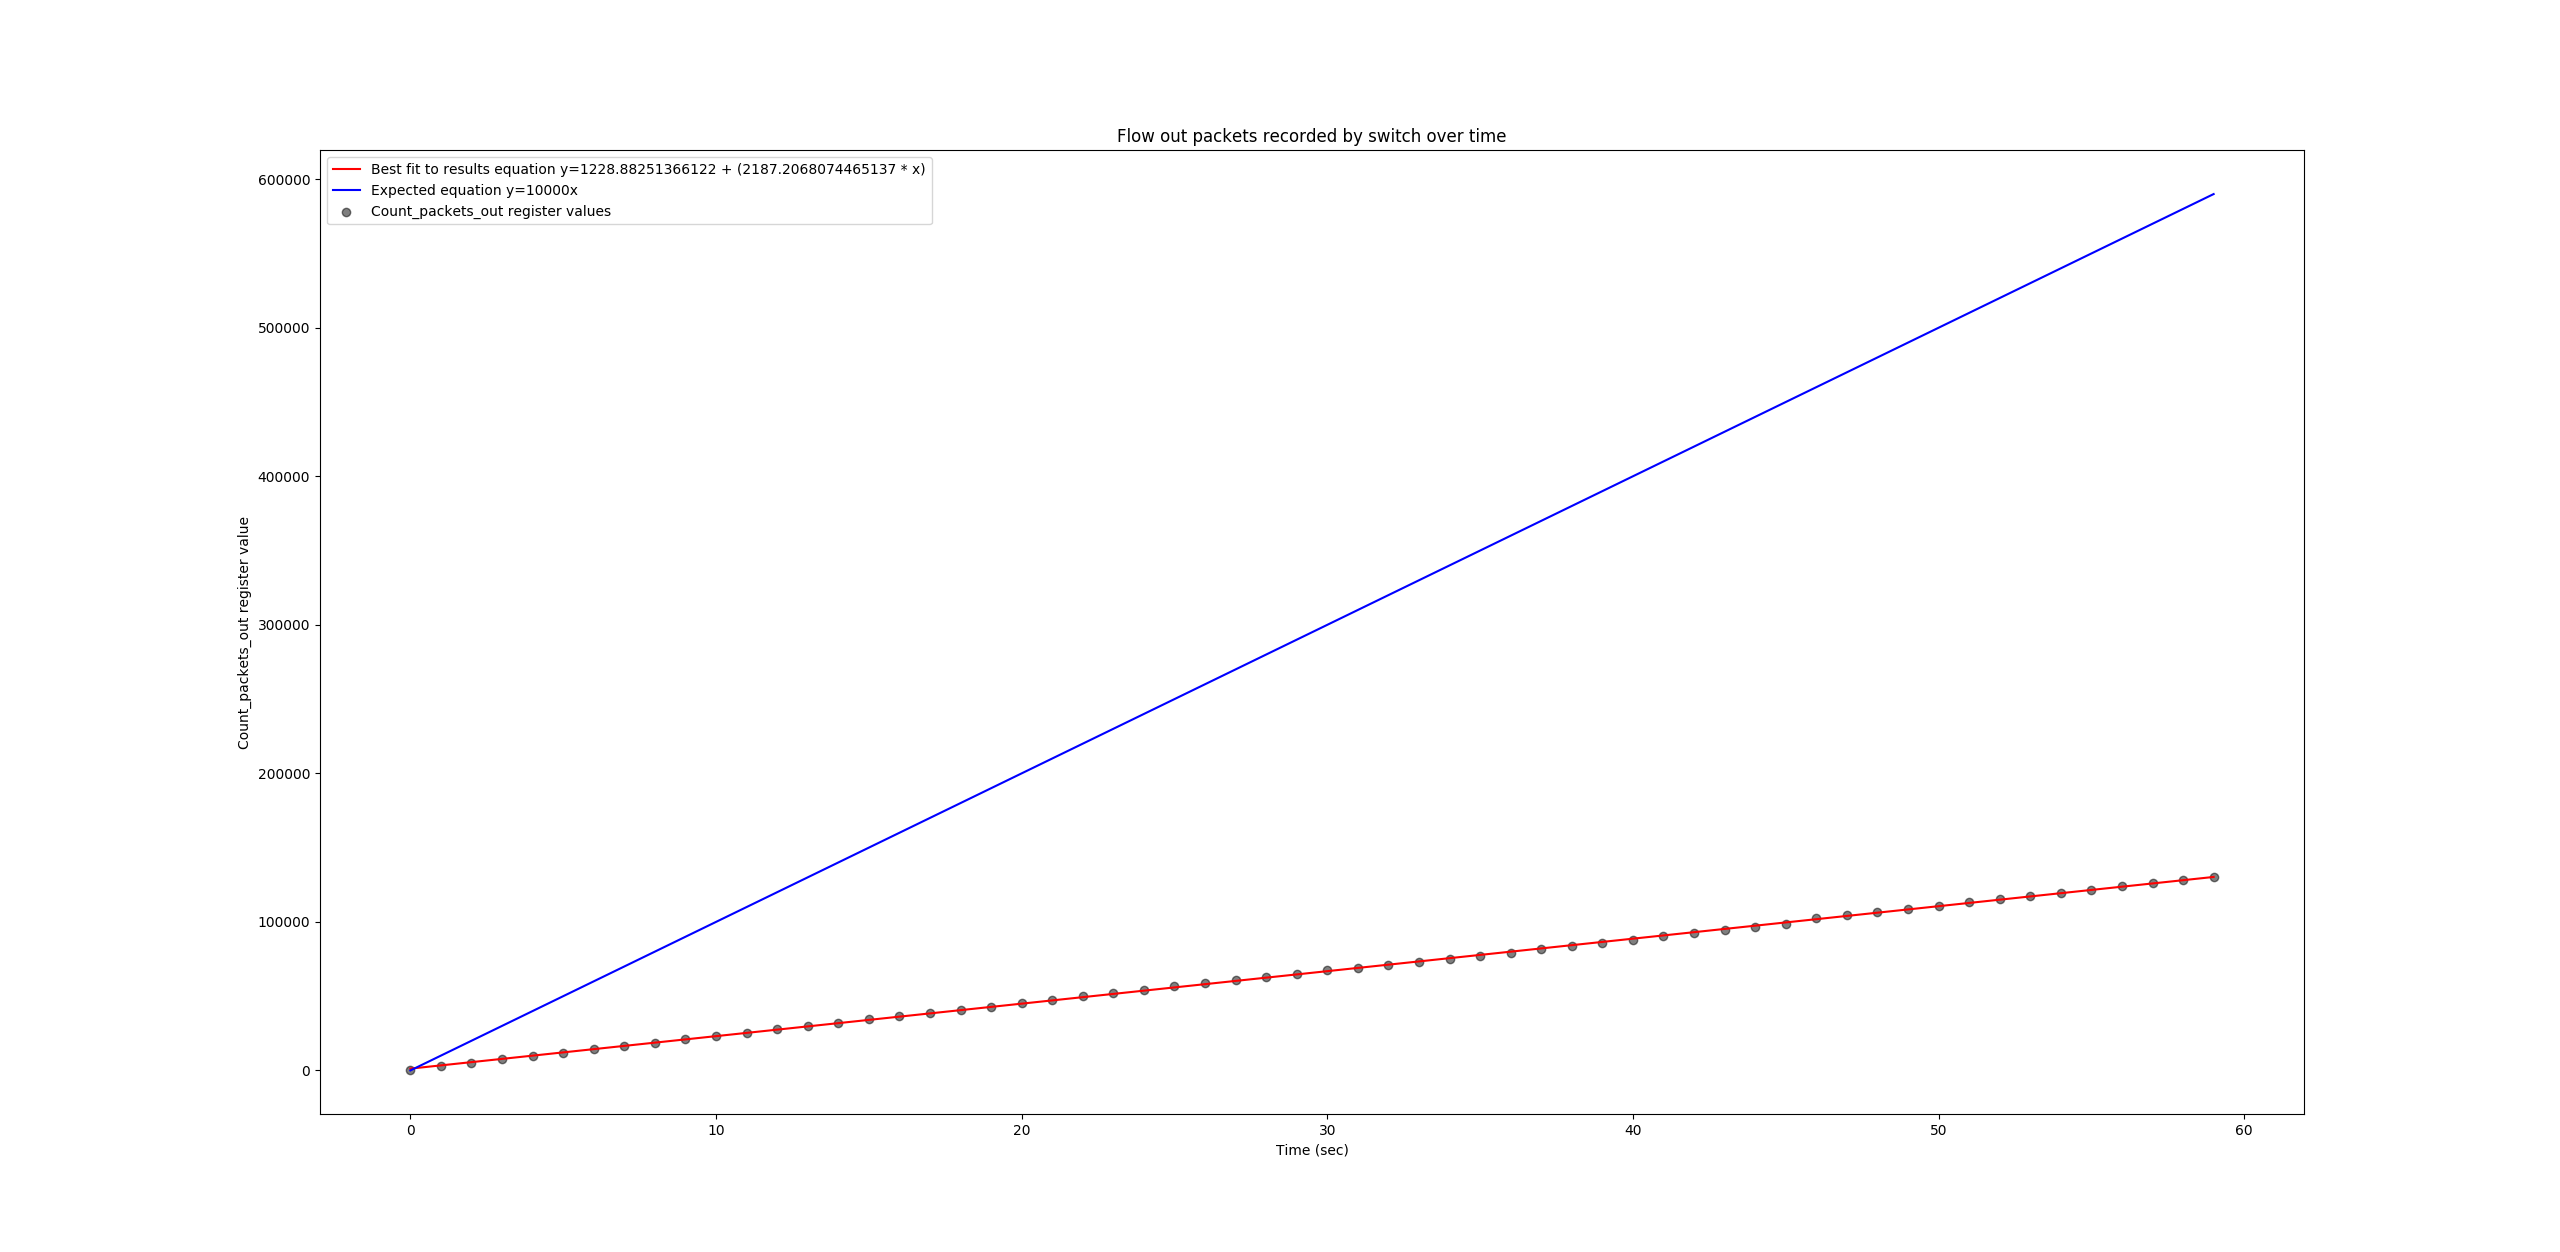 Flow out packets recorded by switch over time
Best fit to results equation y=1228.88251366122 + (2187.2068074465137 * x)
Expected equation y=10000x
Count_packets_out register values
600000
500000
400000
300000
200000
100000
0
Count_packets_out register value
0 10 20 30 40 50 60
Time (sec)